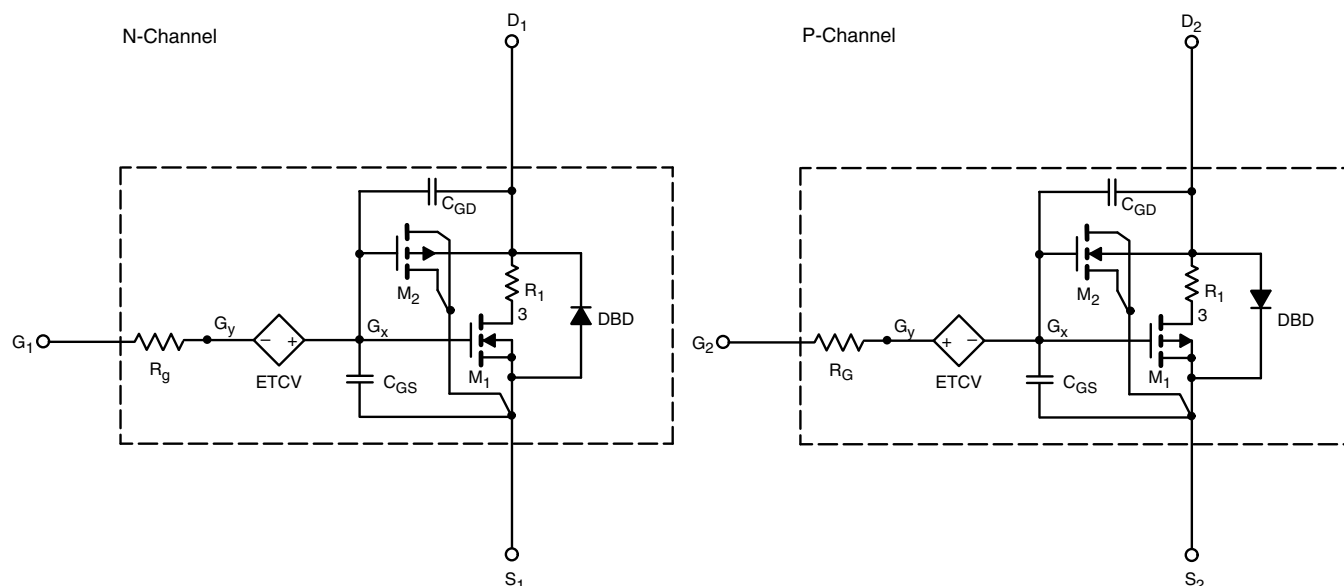 N-Channel
D1
CGD
M2
R1
3
DBD
G1
Rg
Gy
− +
ETCV
Gx
M1
CGS
S1
P-Channel
D2
CGD
M2
R1
3
DBD
G2
RG
Gy
+ −
ETCV
Gx
M1
CGS
S2